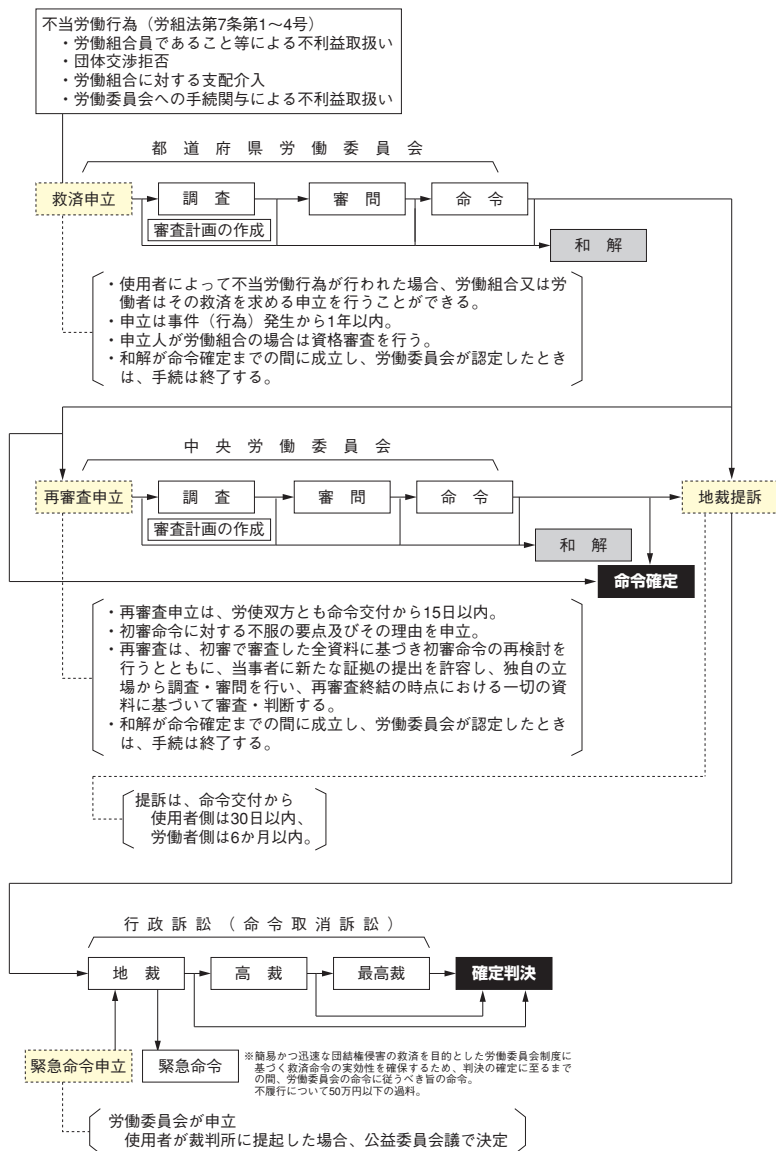 不当労働行為（労組法第7条第1～4号）
・労働組合員であること等による不利益取扱い
・団体交渉拒否
・労働組合に対する支配介入
・労働委員会への手続関与による不利益取扱い
都道府県労働委員会
救済申立
調査
審問
命令
審査計画の作成
和解
・使用者によって不当労働行為が行われた場合、労働組合又は労
働者はその救済を求める申立を行うことができる。
・申立は事件（行為）発生から1年以内。
・申立人が労働組合の場合は資格審査を行う。
・和解が命令確定までの間に成立し、労働委員会が認定したとき
は、手続は終了する。
中央労働委員会
再審査申立
調査
審問
命令
地裁提訴
審査計画の作成
和解
命令確定
・再審査申立は、労使双方とも命令交付から15日以内。
・初審命令に対する不服の要点及びその理由を申立。
・再審査は、初審で審査した全資料に基づき初審命令の再検討を
行うとともに、当事者に新たな証拠の提出を許容し、独自の立
場から調査・審問を行い、再審査終結の時点における一切の資
料に基づいて審査・判断する。
・和解が命令確定までの間に成立し、労働委員会が認定したとき
は、手続は終了する。
提訴は、命令交付から
使用者側は30日以内、
労働者側は6か月以内。
行政訴訟（命令取消訴訟）
地裁
高裁
最高裁
確定判決
緊急命令申立
緊急命令
※簡易かつ迅速な団結権侵害の救済を目的とした労働委員会制度に
基づく救済命令の実効性を確保するため、判決の確定に至るまで
の間、労働委員会の命令に従うべき旨の命令。
不履行について50万円以下の過料。
労働委員会が申立
使用者が裁判所に提起した場合、公益委員会議で決定